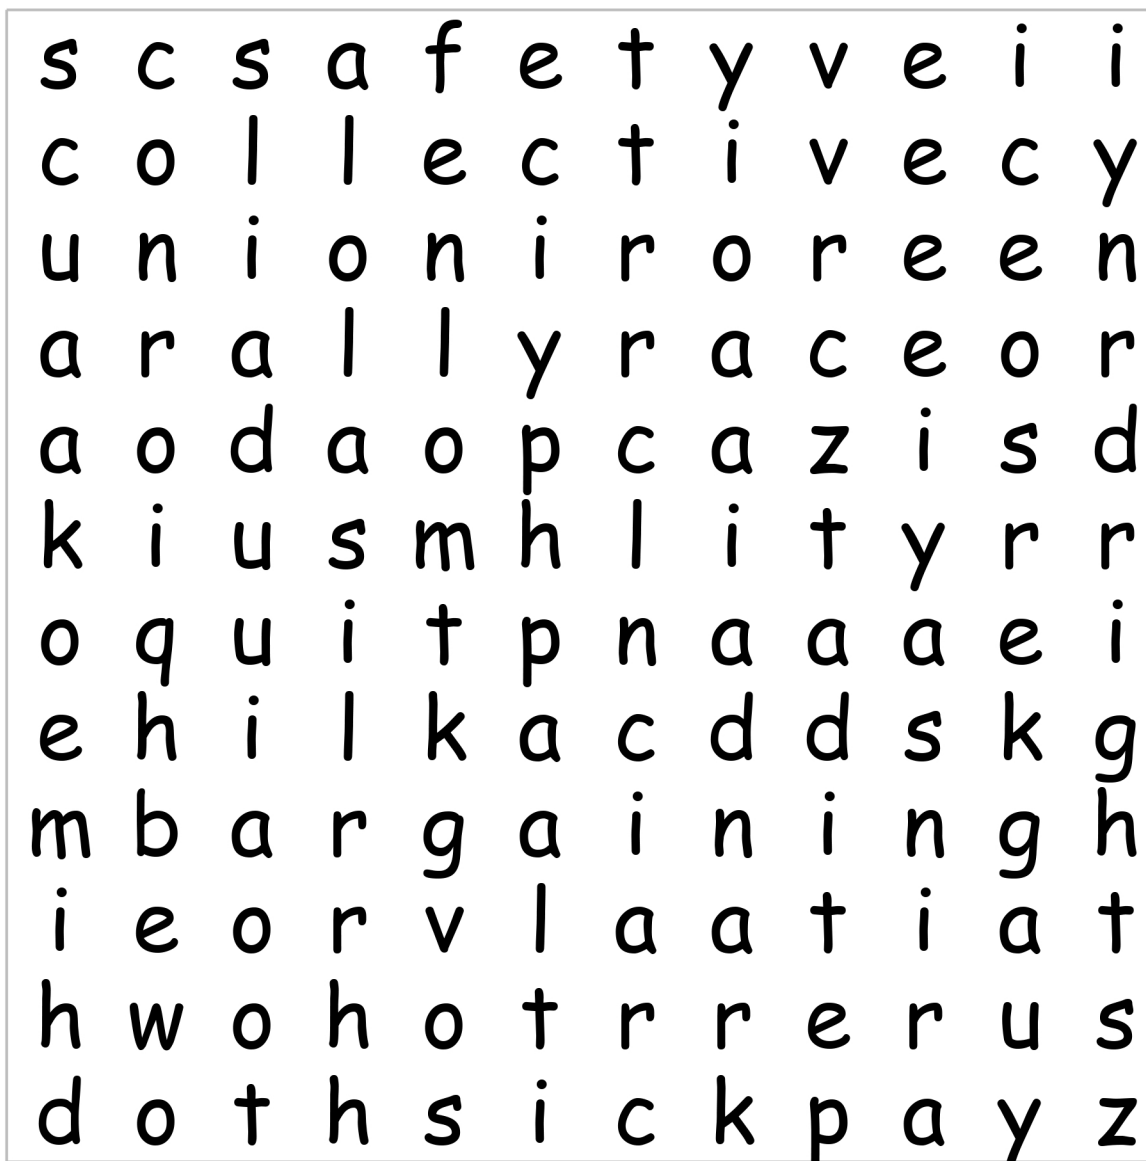 s c s a f e t y v e i i
c o l l e c t i v e c y
u n i o n i r o r e e n
a r a l l y r a c e o r
a o d a o p c a z i s d
k i u s m h l i t y r r
o q u i t p n a a a e i
e h i l k a c d d s k g
m b a r g a i n i n g h
i e o r v l a a t i a t
h w o h o t r r e r u s
d o t h s i c k p a y z